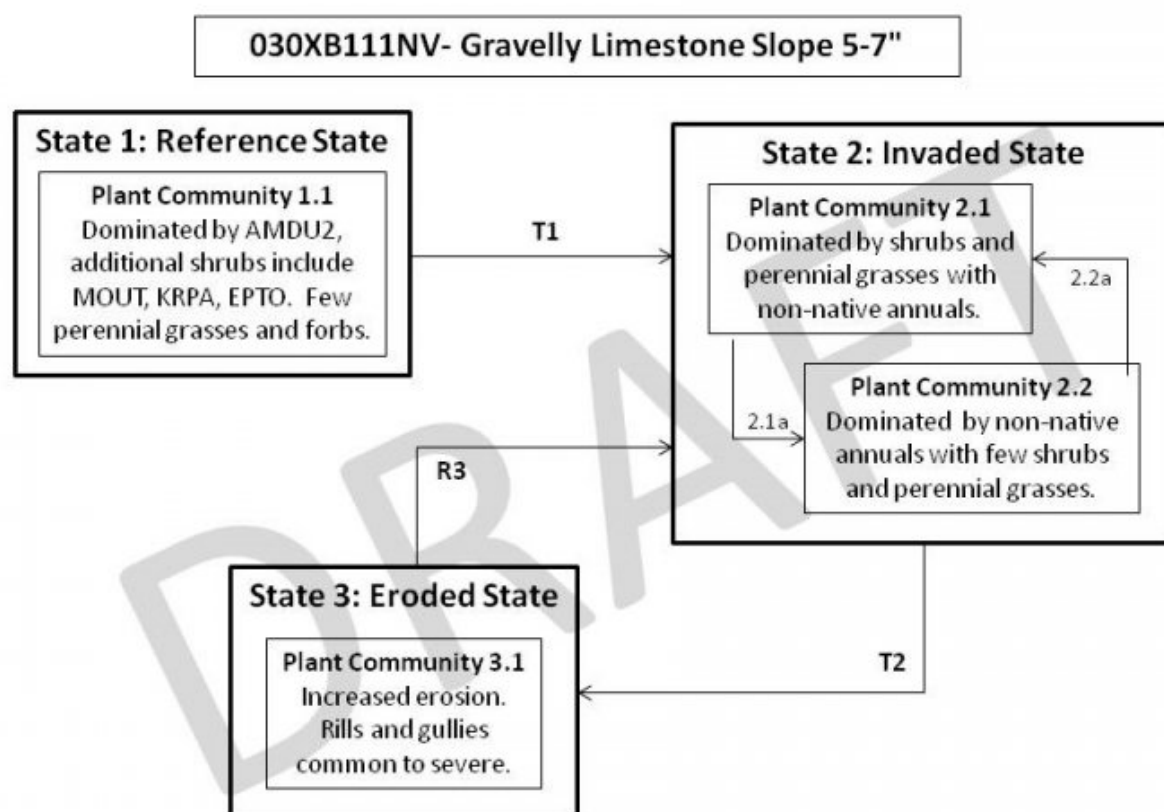 030XB111NV- Gravelly Limestone Slope 5-7"
State 1: Reference State
Plant Community 1.1
Dominated by AMDU2,
additional shrubs include
MOUT, KRPA, EPTO.  Few
perennial grasses and forbs.
T1
State 2: Invaded State
Plant Community 2.1
Dominated by shrubs and
perennial grasses with
non-native annuals.
2.2a
2.1a
Plant Community 2.2
Dominated  by non-native
annuals with few shrubs
and perennial grasses.
R3
State 3: Eroded State
Plant Community 3.1
Increased erosion.
Rills and gullies
common to severe.
T2
DRAFT